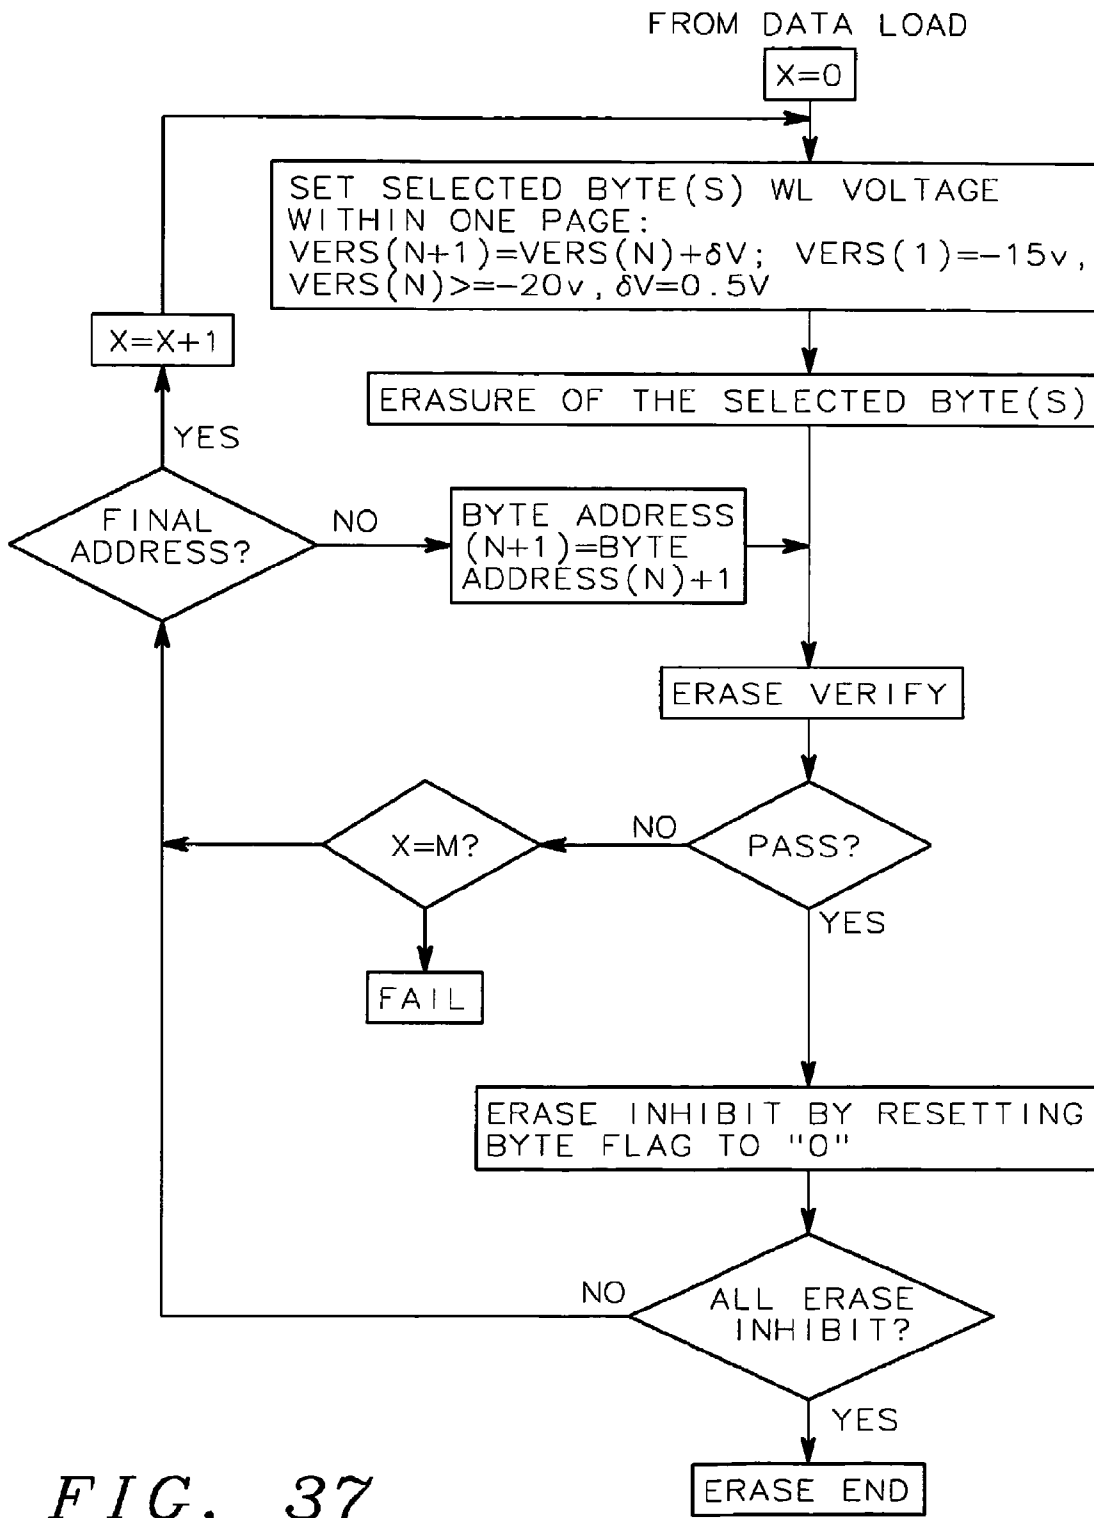 FROM DATA LOAD
X=0
SET SELECTED BYTE(S) WL VOLTAGE
WITHIN ONE PAGE:
VERS(N+1)=VERS(N)+δV; VERS(1)=-15v,
VERS(N)>=-20v, δV=0.5V
X=X+1
ERASURE OF THE SELECTED BYTE(S)
YES
FINAL
ADDRESS?
NO
BYTE ADDRESS
(N+1)=BYTE
ADDRESS(N)+1
ERASE VERIFY
X=M?
NO
PASS?
YES
FAIL
ERASE INHIBIT BY RESETTING
BYTE FLAG TO "0"
NO
ALL ERASE
INHIBIT?
YES
ERASE END
FIG. 37